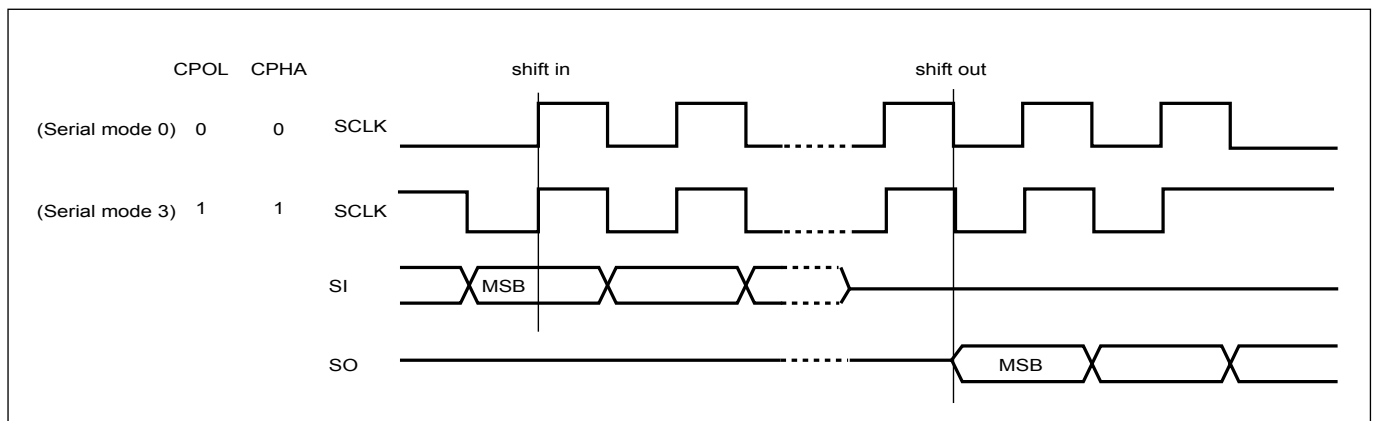 CPOL CPHA shift in shift out
(Serial mode 0) 0 0 SCLK
(Serial mode 3) 1 1 SCLK
SI MSB
SO MSB